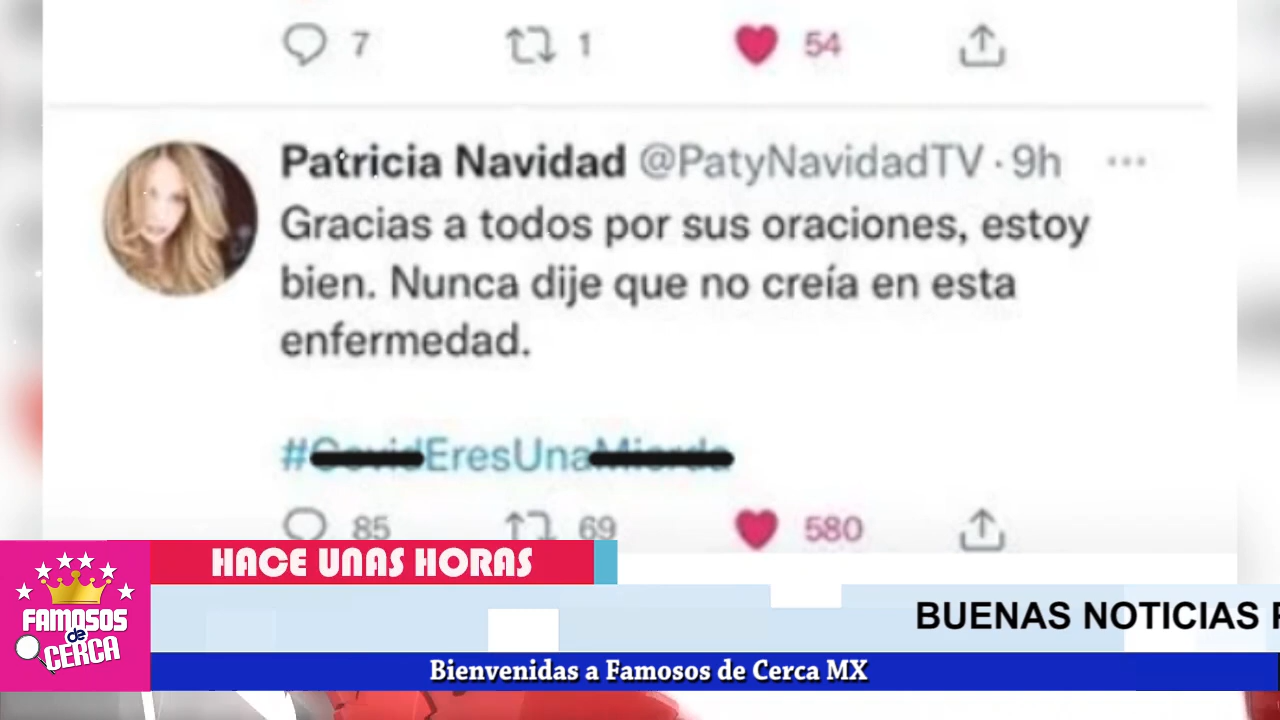 7 1 54
Patricia Navidad @PatyNavidadTV · 9h ...
Gracias a todos por sus oraciones, estoy
bien. Nunca dije que no creía en esta
enfermedad.
#CovidEresUnaMierda
85 69 580
HACE UNAS HORAS
FAMOSOS
de
CERCA
BUENAS NOTICIAS
Bienvenidas a Famosos de Cerca MX